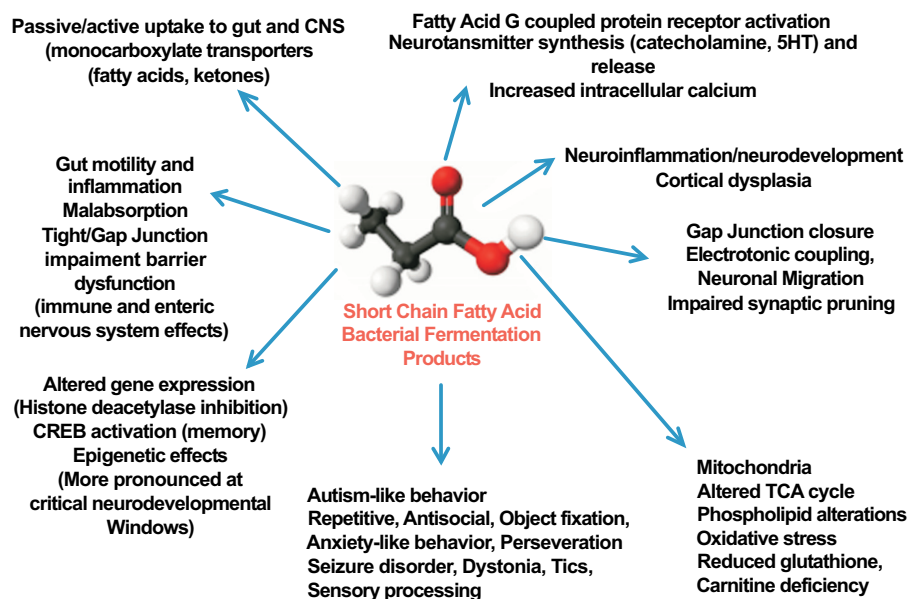 Passive/active uptake to gut and CNS
(monocarboxylate transporters
(fatty acids, ketones)
Fatty Acid G coupled protein receptor activation
Neurotansmitter synthesis (catecholamine, 5HT) and
release
Increased intracellular calcium
Neuroinflammation/neurodevelopment
Cortical dysplasia
Gut motility and
inflammation
Malabsorption
Tight/Gap Junction
impaiment barrier
dysfunction
(immune and enteric
nervous system effects)
Gap Junction closure
Electrotonic coupling,
Neuronal Migration
Impaired synaptic pruning
Short Chain Fatty Acid
Bacterial Fermentation
Products
Altered gene expression
(Histone deacetylase inhibition)
CREB activation (memory)
Epigenetic effects
(More pronounced at
critical neurodevelopmental
Windows)
Autism-like behavior
Repetitive, Antisocial, Object fixation,
Anxiety-like behavior, Perseveration
Seizure disorder, Dystonia, Tics,
Sensory processing
Mitochondria
Altered TCA cycle
Phospholipid alterations
Oxidative stress
Reduced glutathione,
Carnitine deficiency